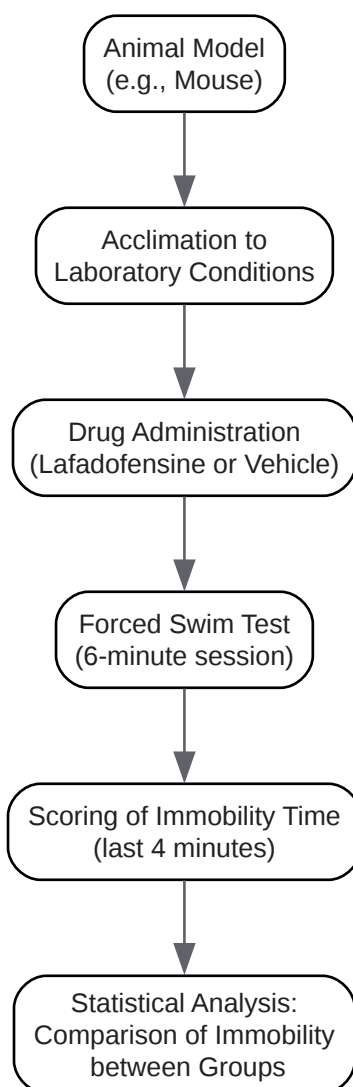 Animal Model
(e.g., Mouse)
Acclimation to
Laboratory Conditions
Drug Administration
(Lafadofensine or Vehicle)
Forced Swim Test
(6-minute session)
Scoring of Immobility Time
(last 4 minutes)
Statistical Analysis:
Comparison of Immobility
between Groups